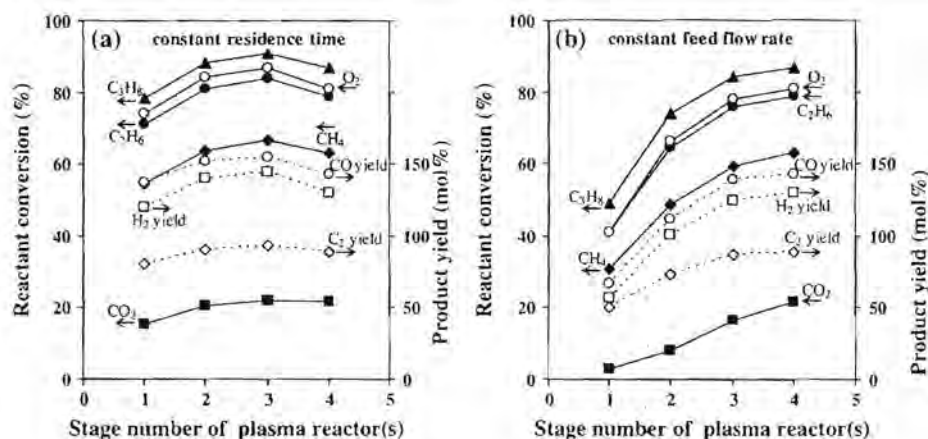 (a) constant residence time
Reactant conversion (%)
100
80
60
40
20
0
C₃H₈
C₂H₆
O₂
CH₄
CO yield
H₂ yield
C₂ yield
CO₂
150
100
50
0
Product yield (mol%)
0 1 2 3 4 5
Stage number of plasma reactor(s)
(b) constant feed flow rate
Reactant conversion (%)
100
80
60
40
20
0
O₂
C₂H₆
C₃H₈
CO yield
H₂ yield
CH₄
C₂ yield
CO₂
150
100
50
0
Product yield (mol%)
0 1 2 3 4 5
Stage number of plasma reactor(s)